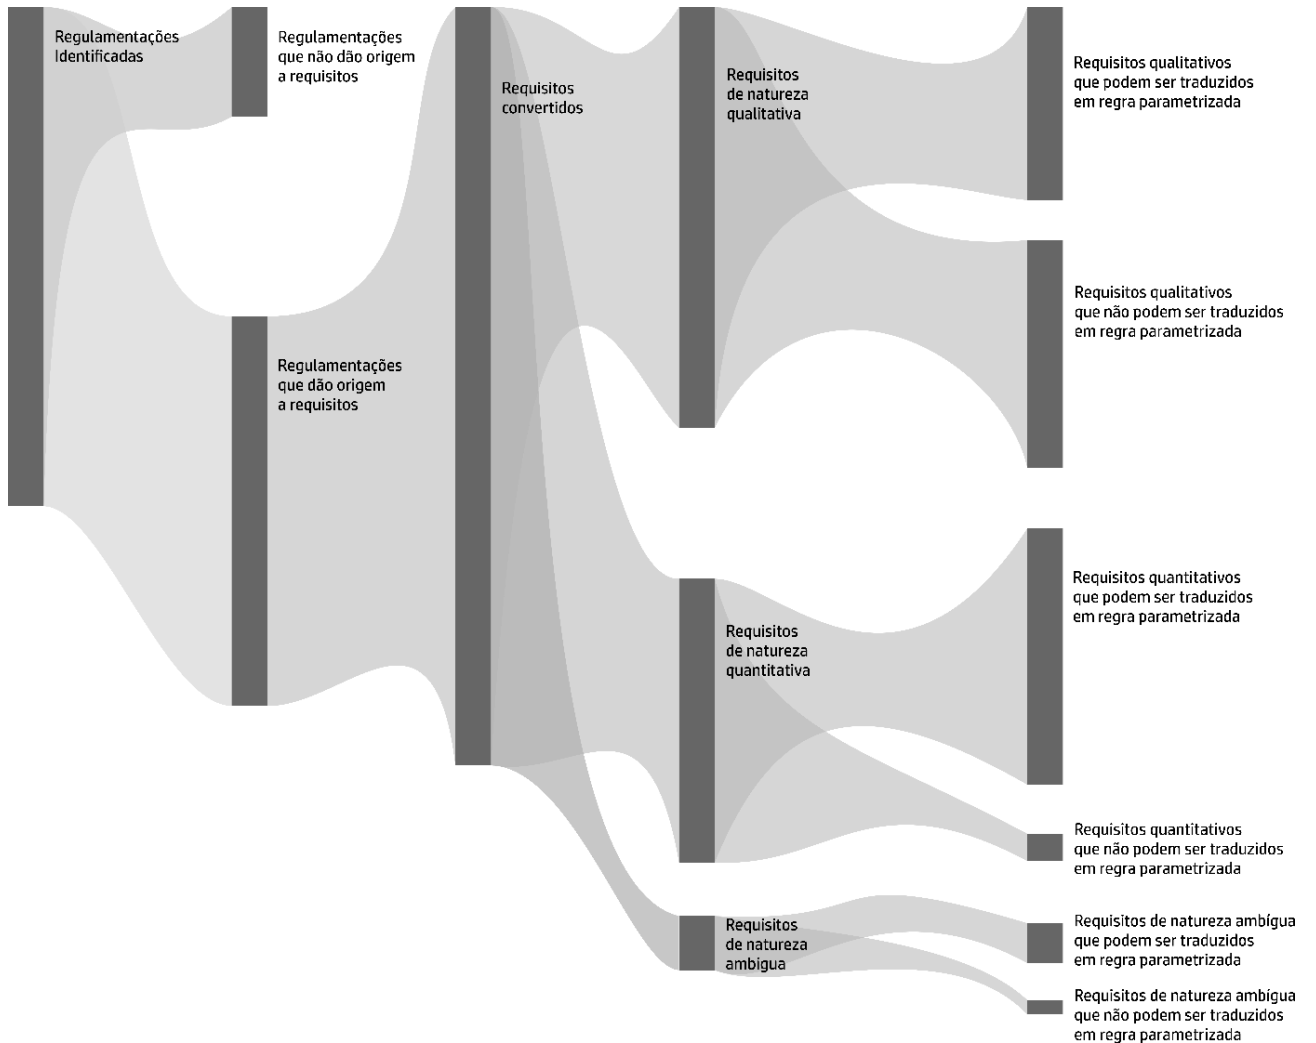 Regulamentações
Identificadas
Regulamentações
que não dão origem
a requisitos
Regulamentações
que dão origem
a requisitos
Requisitos
convertidos
Requisitos
de natureza
qualitativa
Requisitos
de natureza
quantitativa
Requisitos
de natureza
ambígua
Requisitos qualitativos
que podem ser traduzidos
em regra parametrizada
Requisitos qualitativos
que não podem ser traduzidos
em regra parametrizada
Requisitos quantitativos
que podem ser traduzidos
em regra parametrizada
Requisitos quantitativos
que não podem ser traduzidos
em regra parametrizada
Requisitos de natureza ambígua
que podem ser traduzidos
em regra parametrizada
Requisitos de natureza ambígua
que não podem ser traduzidos
em regra parametrizada